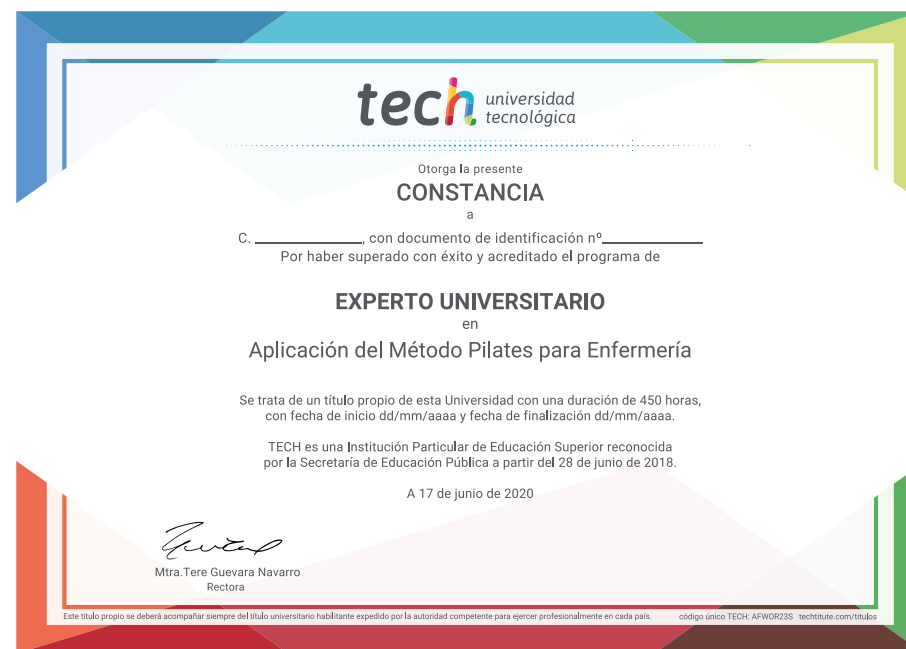 tech universidad
tecnológica
Otorga la presente
CONSTANCIA
a
C. ______________, con documento de identificación nº_____________
Por haber superado con éxito y acreditado el programa de
EXPERTO UNIVERSITARIO
en
Aplicación del Método Pilates para Enfermería
Se trata de un título propio de esta Universidad con una duración de 450 horas,
con fecha de inicio dd/mm/aaaa y fecha de finalización dd/mm/aaaa.
TECH es una Institución Particular de Educación Superior reconocida
por la Secretaría de Educación Pública a partir del 28 de junio de 2018.
A 17 de junio de 2020
Mtra.Tere Guevara Navarro
Rectora
Este título propio se deberá acompañar siempre del título universitario habilitante expedido por la autoridad competente para ejercer profesionalmente en cada país. código único TECH: AFWOR23S techtitute.com/titulos